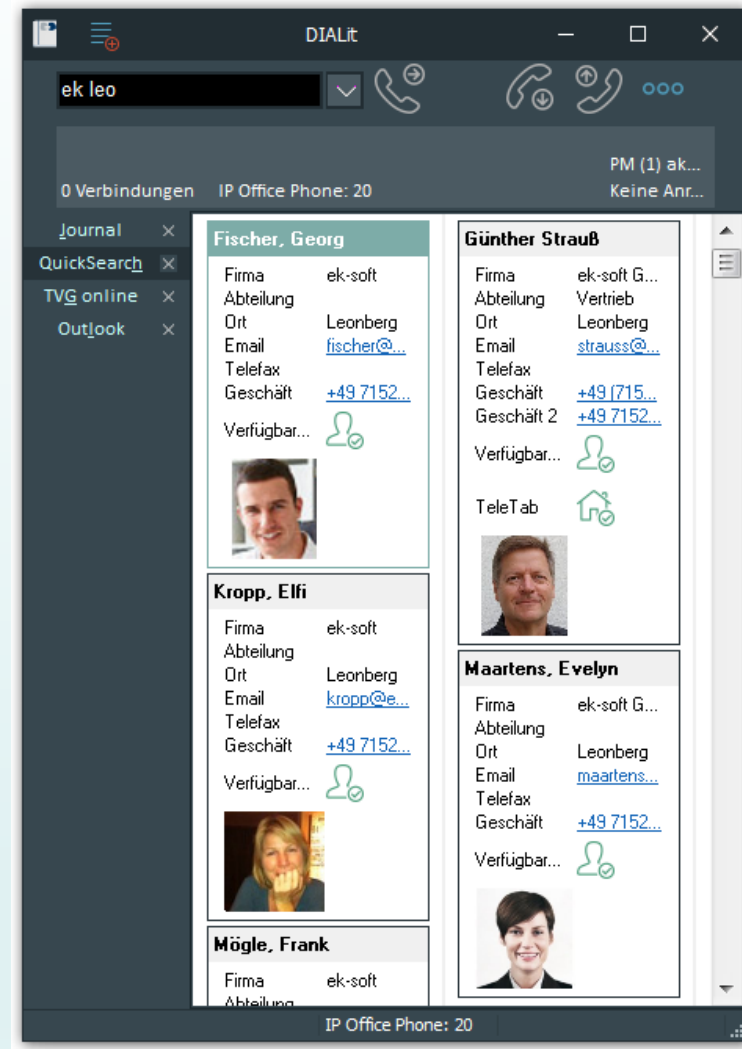 DIALit
ek leo
PM (1) ak...
0 Verbindungen IP Office Phone: 20 Keine Anr...
Journal
QuickSearch
TVG online
Outlook
Fischer, Georg
Firma ek-soft
Abteilung
Ort Leonberg
Email fischer@...
Telefax
Geschäft +49 7152...
Verfügbar...
Kropp, Elfi
Firma ek-soft
Abteilung
Ort Leonberg
Email kropp@e...
Telefax
Geschäft +49 7152...
Verfügbar...
Mögle, Frank
Firma ek-soft
Abteilung
Günther Strauß
Firma ek-soft G...
Abteilung Vertrieb
Ort Leonberg
Email strauss@...
Telefax
Geschäft +49 (715...
Geschäft 2 +49 7152...
Verfügbar...
TeleTab
Maartens, Evelyn
Firma ek-soft G...
Abteilung
Ort Leonberg
Email maartens...
Telefax
Geschäft +49 7152...
Verfügbar...
IP Office Phone: 20